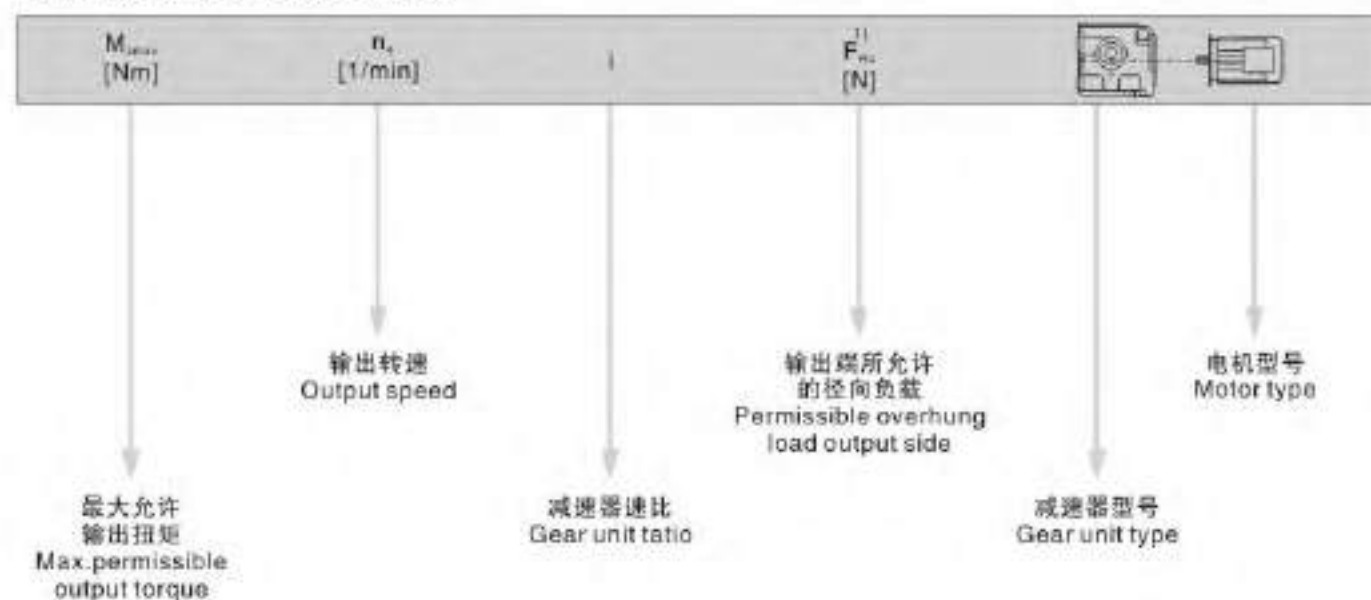 [Nm]
[1/min]
i
[N]
输出转速
Output speed
输出端所允许
的径向负载
Permissible overhung
load output side
电机型号
Motor type
最大允许
输出扭矩
Max.permissible
output torque
减速器速比
Gear unit tatio
减速器型号
Gear unit type